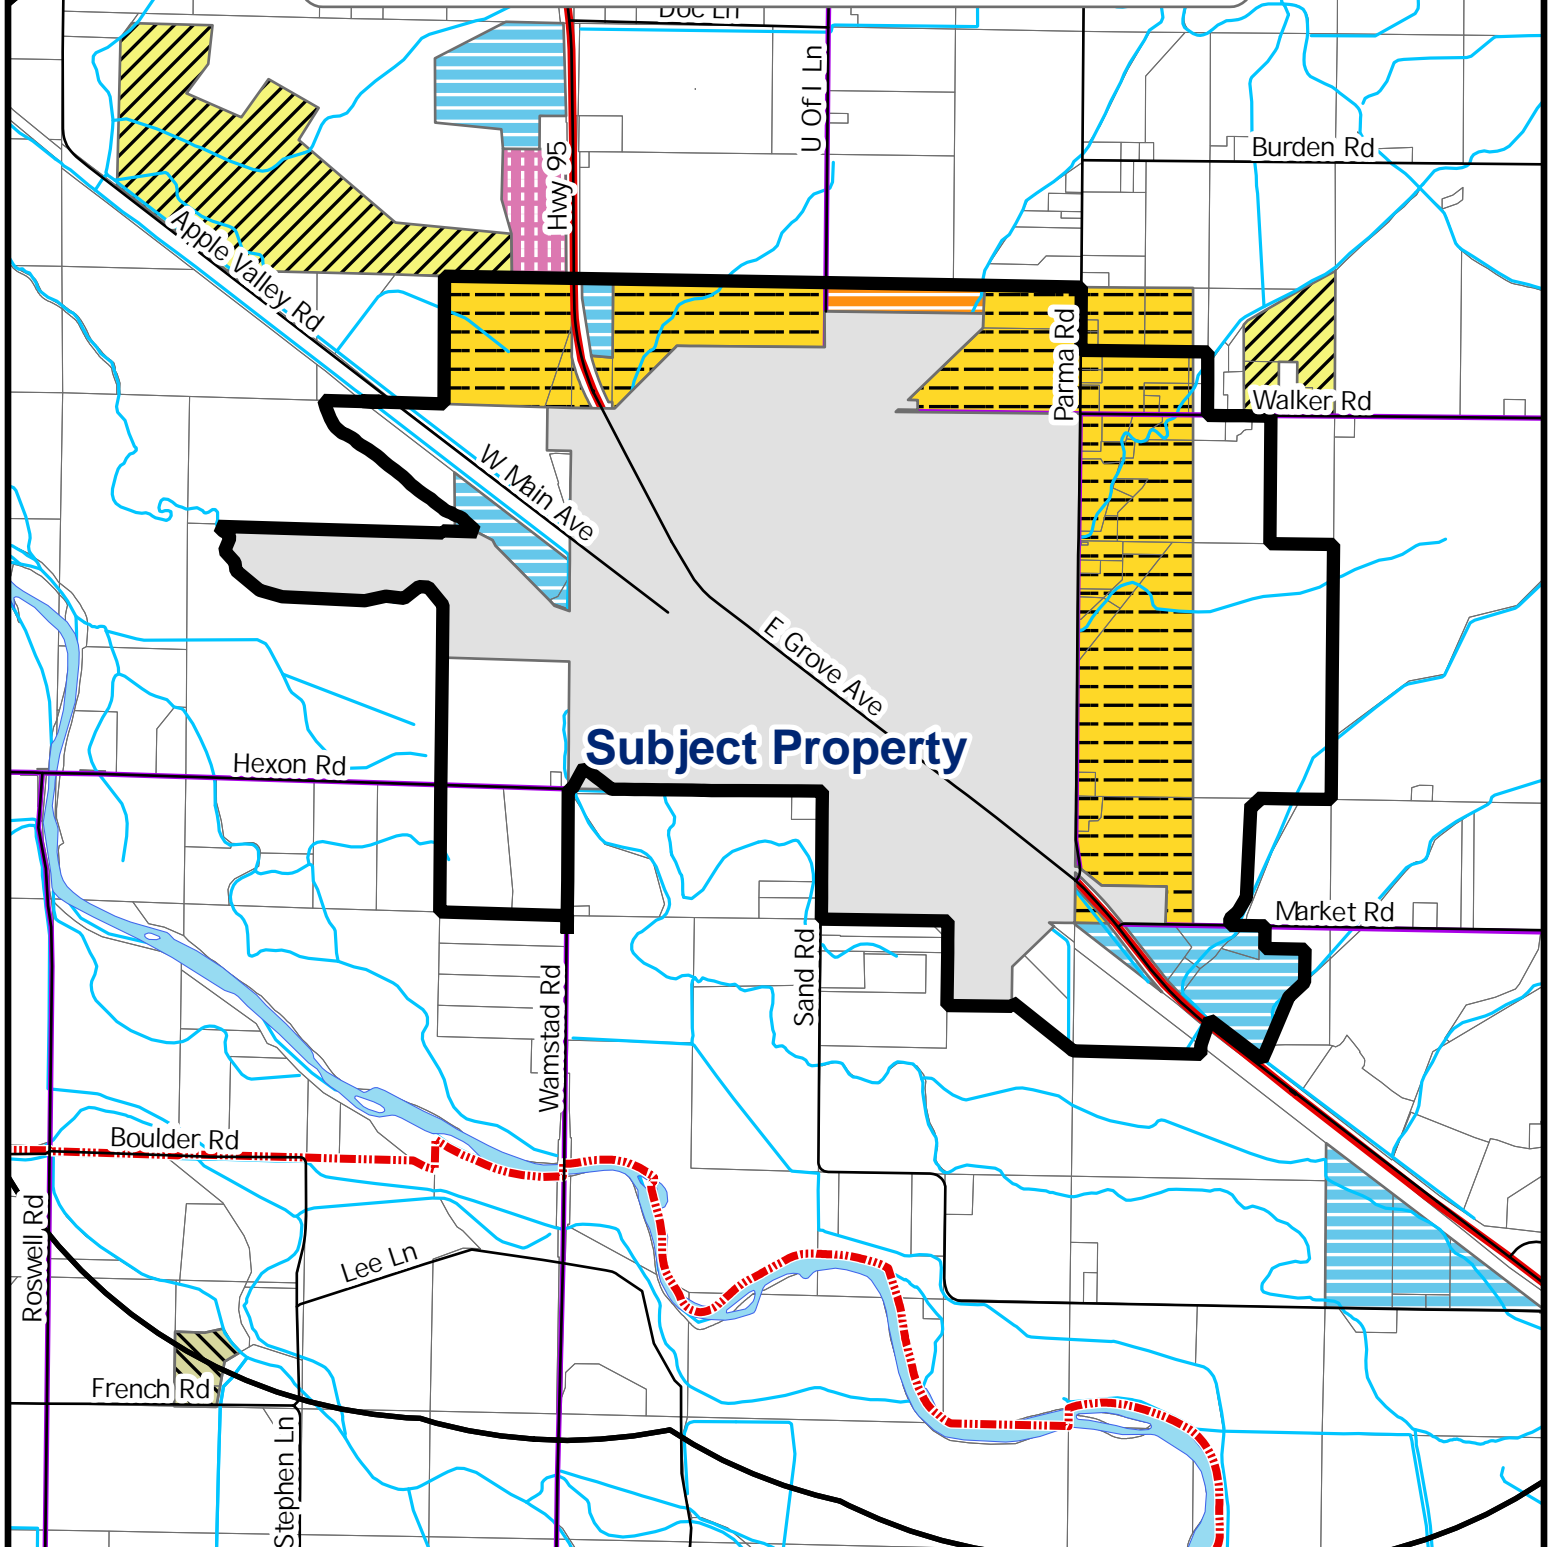 Doc Ln
U Of I Ln
Hwy 95
Burden Rd
Apple Valley Rd
Parma Rd
Walker Rd
W Main Ave
E Grove Ave
Subject Property
Hexon Rd
Market Rd
Sand Rd
Wamstad Rd
Boulder Rd
Roswell Rd
Lee Ln
French Rd
Stephen Ln